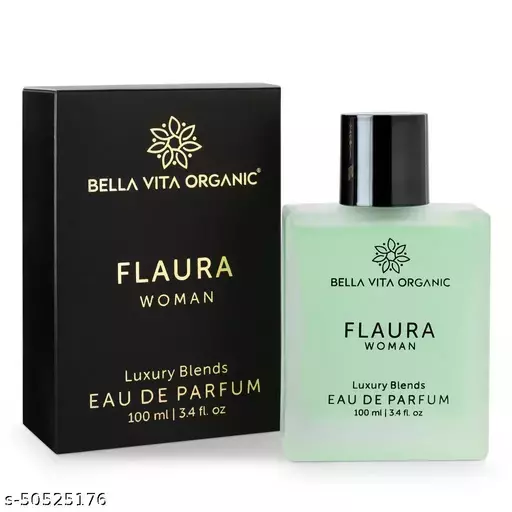 BELLA VITA ORGANIC®
FLAURA
WOMAN
Luxury Blends
EAU DE PARFUM
100 ml | 3.4 fl. oz
BELLA VITA ORGANIC
FLAURA
WOMAN
Luxury Blends
EAU DE PARFUM
100 ml | 3.4 fl. oz
s-50525176